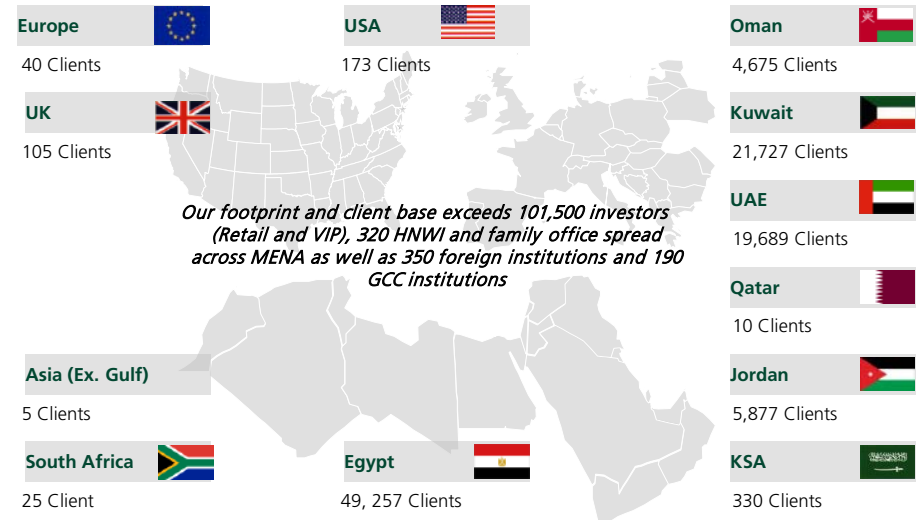 Europe
40 Clients
UK
105 Clients
USA
173 Clients
Oman
4,675 Clients
Kuwait
21,727 Clients
UAE
19,689 Clients
Qatar
10 Clients
Jordan
5,877 Clients
KSA
330 Clients
Our footprint and client base exceeds 101,500 investors
(Retail and VIP), 320 HNWI and family office spread
across MENA as well as 350 foreign institutions and 190
GCC institutions
Asia (Ex. Gulf)
5 Clients
South Africa
25 Client
Egypt
49, 257 Clients